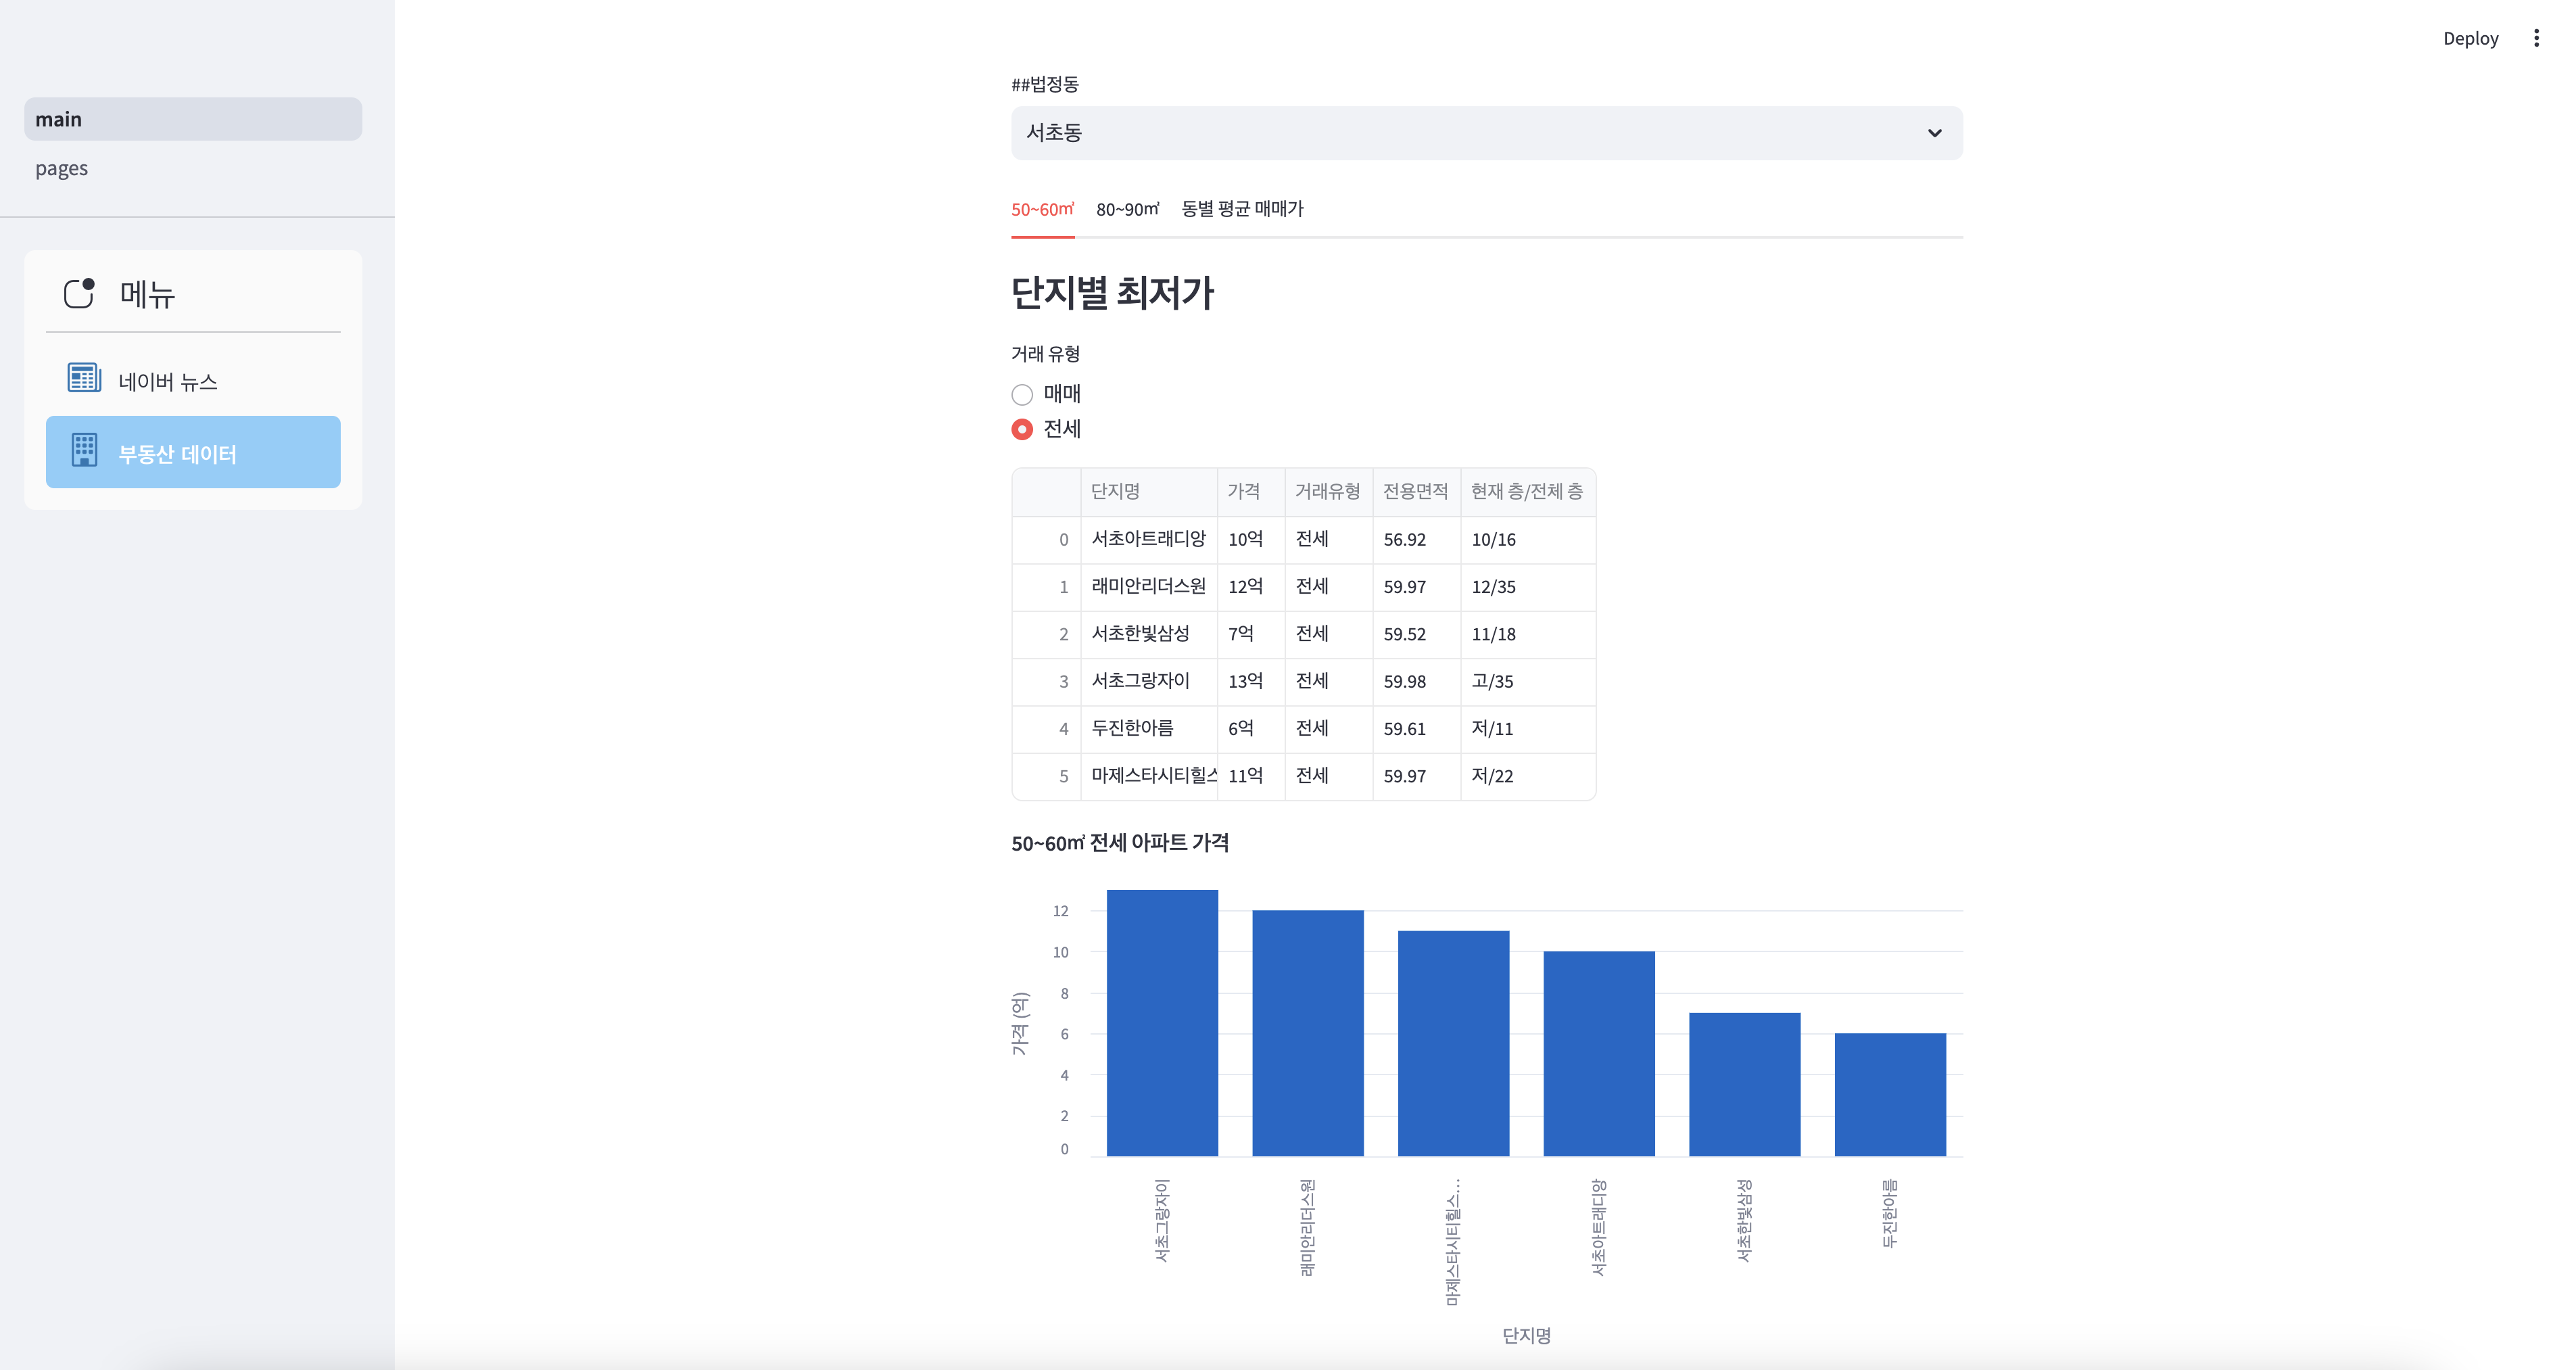 Deploy
main
pages
메뉴
네이버 뉴스
부동산 데이터
##법정동
서초동
50~60㎡ 80~90㎡ 동별 평균 매매가
단지별 최저가
거래 유형
매매
전세
단지명 가격 거래유형 전용면적 현재 층/전체 층
0 서초아트래디앙 10억 전세 56.92 10/16
1 래미안리더스원 12억 전세 59.97 12/35
2 서초한빛삼성 7억 전세 59.52 11/18
3 서초그랑자이 13억 전세 59.98 고/35
4 두진한아름 6억 전세 59.61 저/11
5 마제스타시티힐스 11억 전세 59.97 저/22
50~60㎡ 전세 아파트 가격
가격 (억)
12
10
8
6
4
2
0
서초그랑자이
래미안리더스원
마제스타시티힐스…
서초아트래디앙
서초한빛삼성
두진한아름
단지명